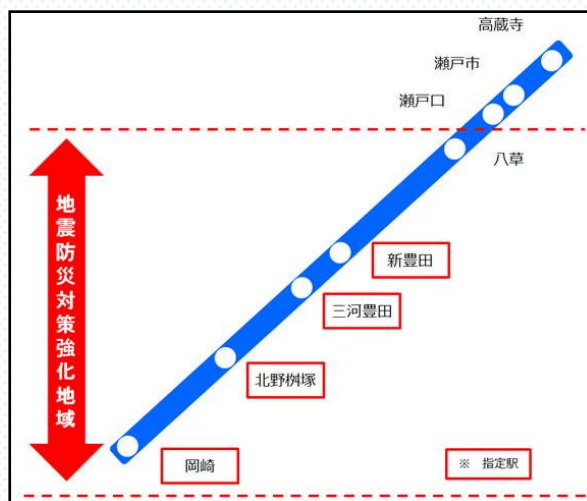 高蔵寺
瀬戸市
瀬戸口
八草
地震防災対策強化地域
新豊田
三河豊田
北野桝塚
岡崎
※ 指定駅